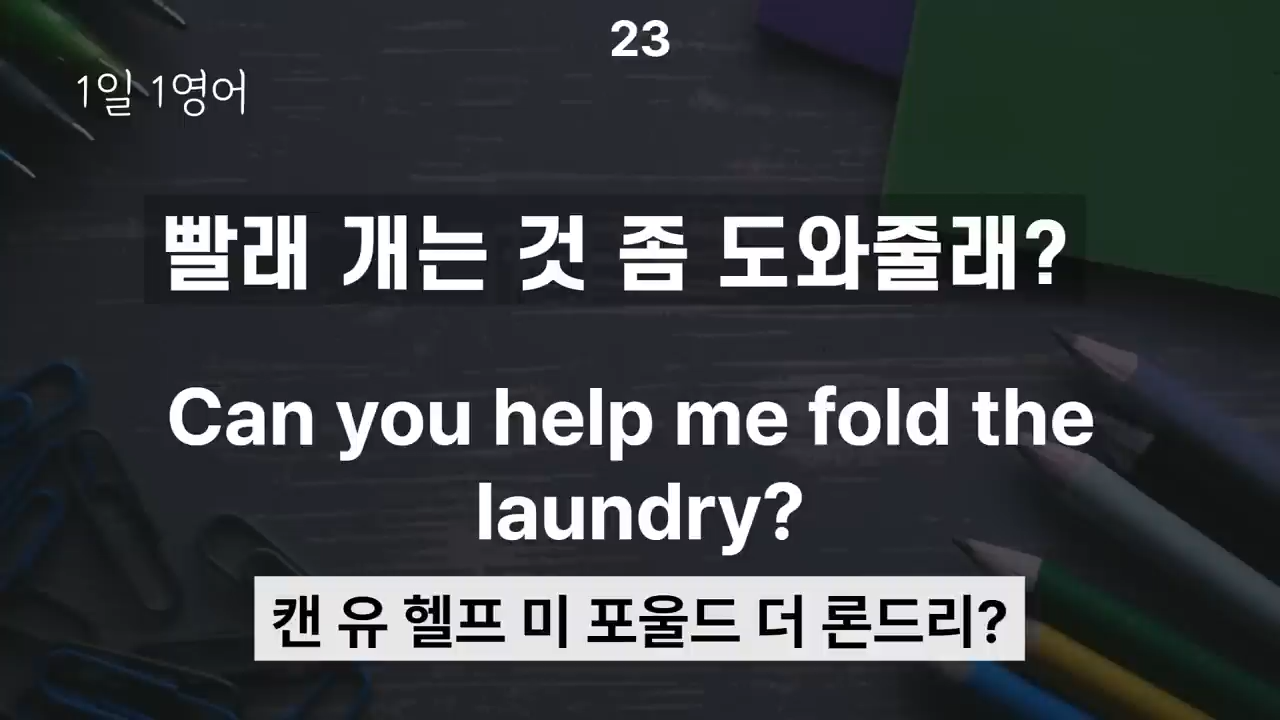 23
1일 1영어
빨래 개는 것 좀 도와줄래?
Can you help me fold the
laundry?
캔 유 헬프 미 포울드 더 론드리?